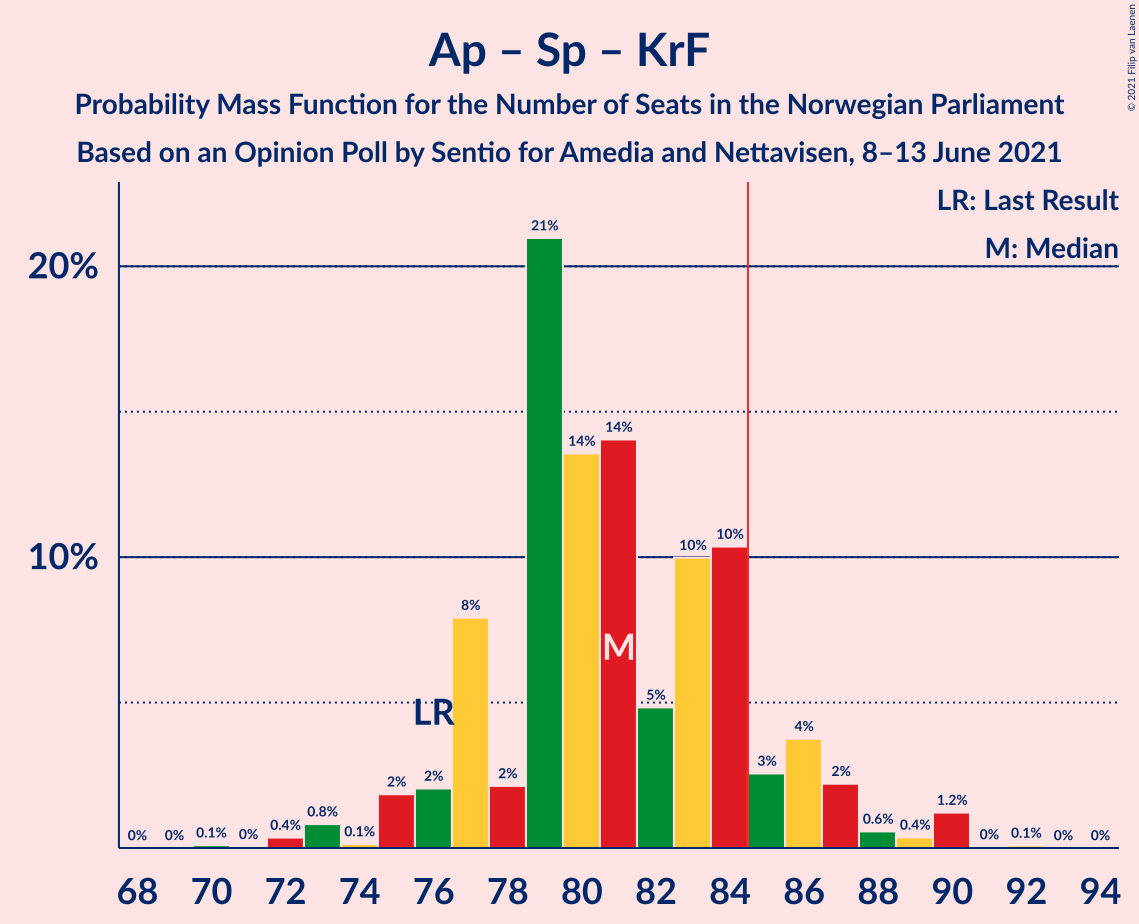 Ap – Sp – KrF
Probability Mass Function for the Number of Seats in the Norwegian Parliament
Based on an Opinion Poll by Sentio for Amedia and Nettavisen, 8–13 June 2021
© 2021 Filip van Laenen
LR: Last Result
M: Median
20%
10%
0% 0% 0.1% 0% 0.4% 0.8% 0.1% 2% 2% 8% 2% 21% 14% 14% 5% 10% 10% 3% 4% 2% 0.6% 0.4% 1.2% 0% 0.1% 0% 0%
LR
M
68 70 72 74 76 78 80 82 84 86 88 90 92 94